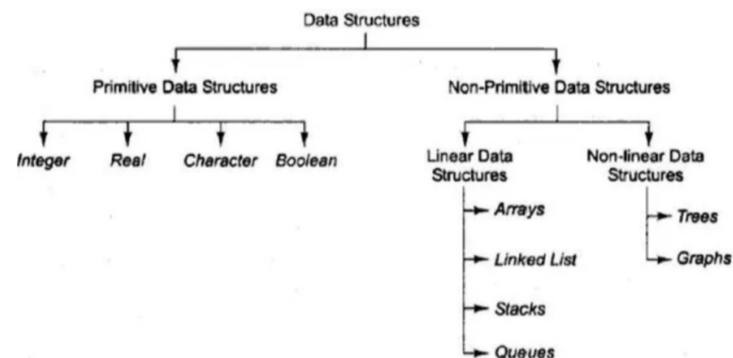 Data Structures
Primitive Data Structures
Non-Primitive Data Structures
Integer
Real
Character
Boolean
Linear Data
Structures
Non-linear Data
Structures
Arrays
Trees
Linked List
Graphs
Stacks
Queues